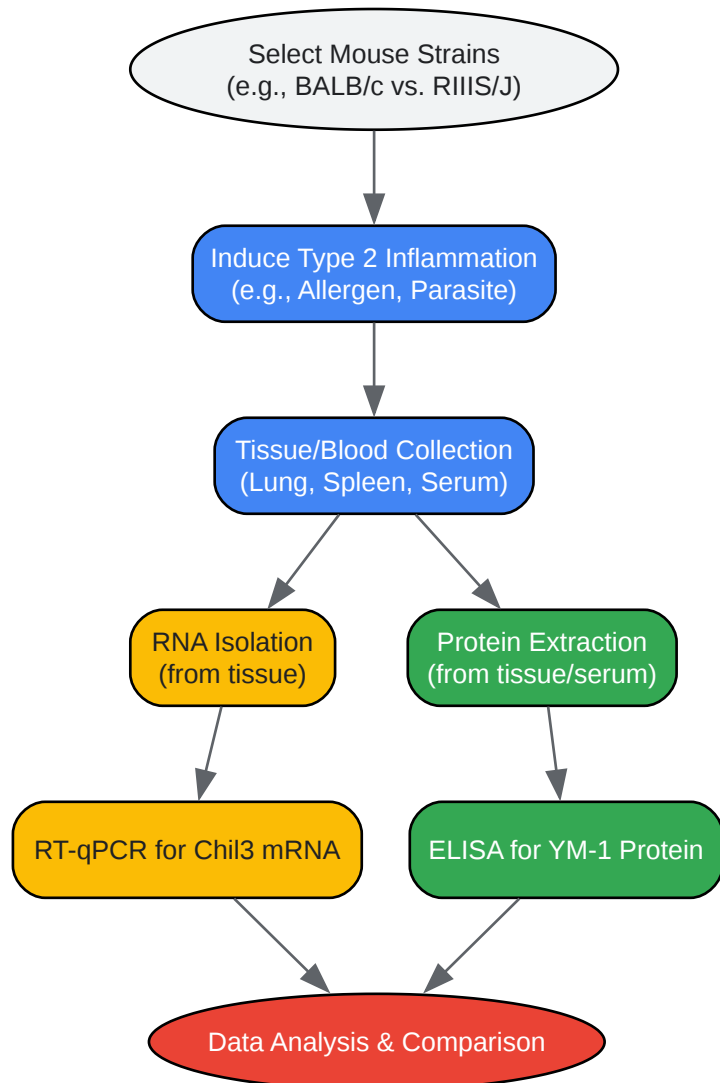 Select Mouse Strains
(e.g., BALB/c vs. RIIIS/J)
Induce Type 2 Inflammation
(e.g., Allergen, Parasite)
Tissue/Blood Collection
(Lung, Spleen, Serum)
RNA Isolation
(from tissue)
Protein Extraction
(from tissue/serum)
RT-qPCR for Chil3 mRNA
ELISA for YM-1 Protein
Data Analysis & Comparison